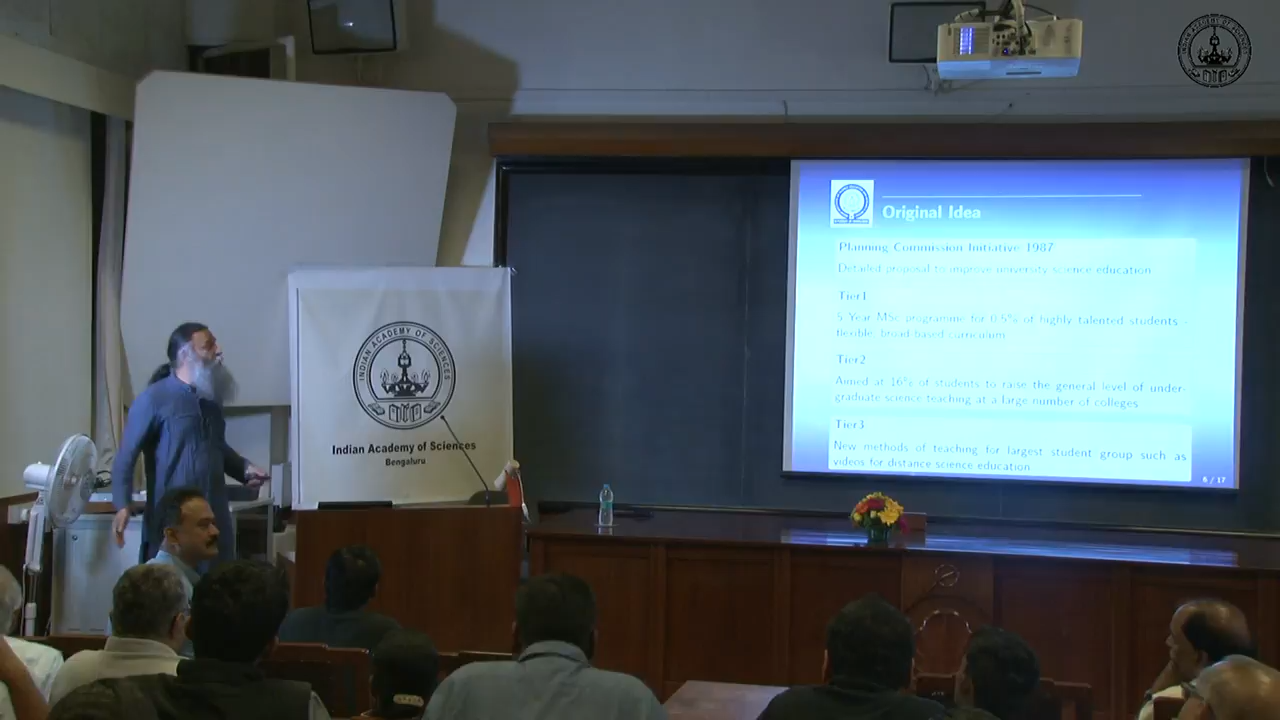 INDIAN ACADEMY OF SCIENCES
Original Idea
Planning Commission Initiative 1987
Detailed proposal to improve university science education
Tier1
5 Year MSc programme for 0.5% of highly talented students -
flexible, broad-based curriculum
Tier2
Aimed at 16% of students to raise the general level of under-
graduate science teaching at a large number of colleges
Tier3
New methods of teaching for largest student group such as
videos for distance science education
6 / 17
INDIAN ACADEMY OF SCIENCES
Indian Academy of Sciences
Bengaluru